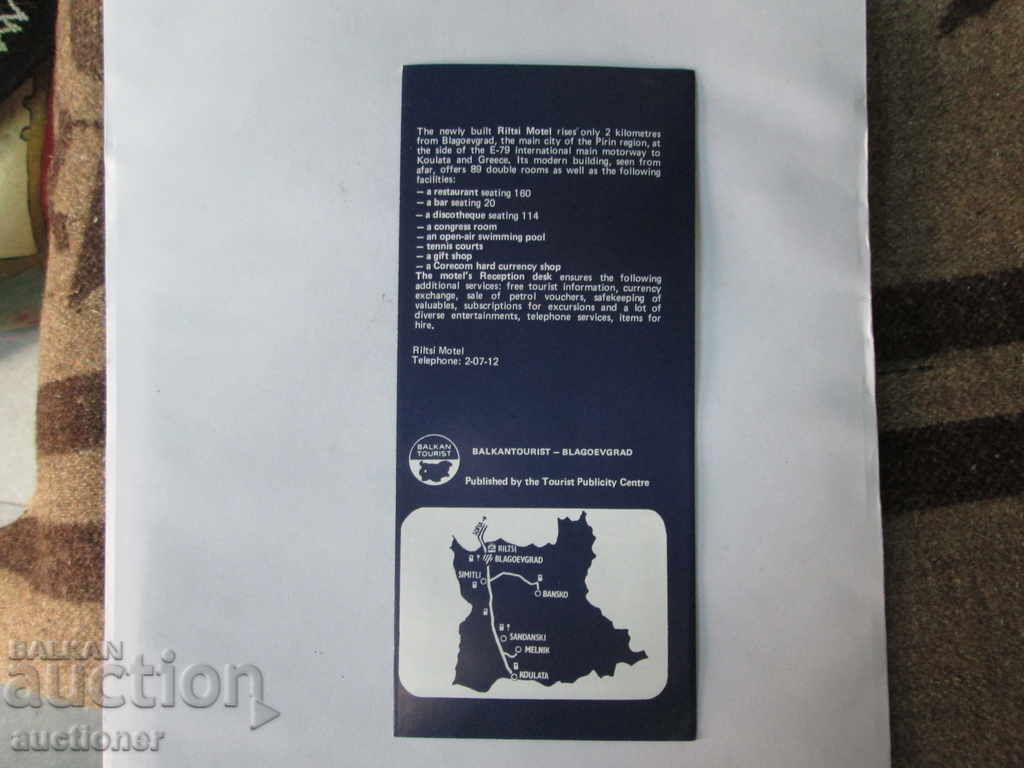 The newly built Riltsi Motel rises only 2 kilometres
from Blagoevgrad, the main city of the Pirin region, at
the side of the E-79 international main motorway to
Koulata and Greece. Its modern building, seen from
afar, offers 89 double rooms as well as the following
facilities:
— a restaurant seating 160
— a bar seating 20
— a discotheque seating 114
— a congress room
— an open-air swimming pool
— tennis courts
— a gift shop
— a Corecom hard currency shop
The motel's Reception desk ensures the following
additional services: free tourist information, currency
exchange, sale of petrol vouchers, safekeeping of
valuables, subscriptions for excursions and a lot of
diverse entertainments, telephone services, items for
hire.
Riltsi Motel
Telephone: 2-07-12
BALKAN
TOURIST
BALKANTOURIST — BLAGOEVGRAD
Published by the Tourist Publicity Centre
RILTSI
BLAGOEVGRAD
SIMITLI
BANSKO
SANDANSKI
MELNIK
KOULATA
BALKAN
auction
auctioner